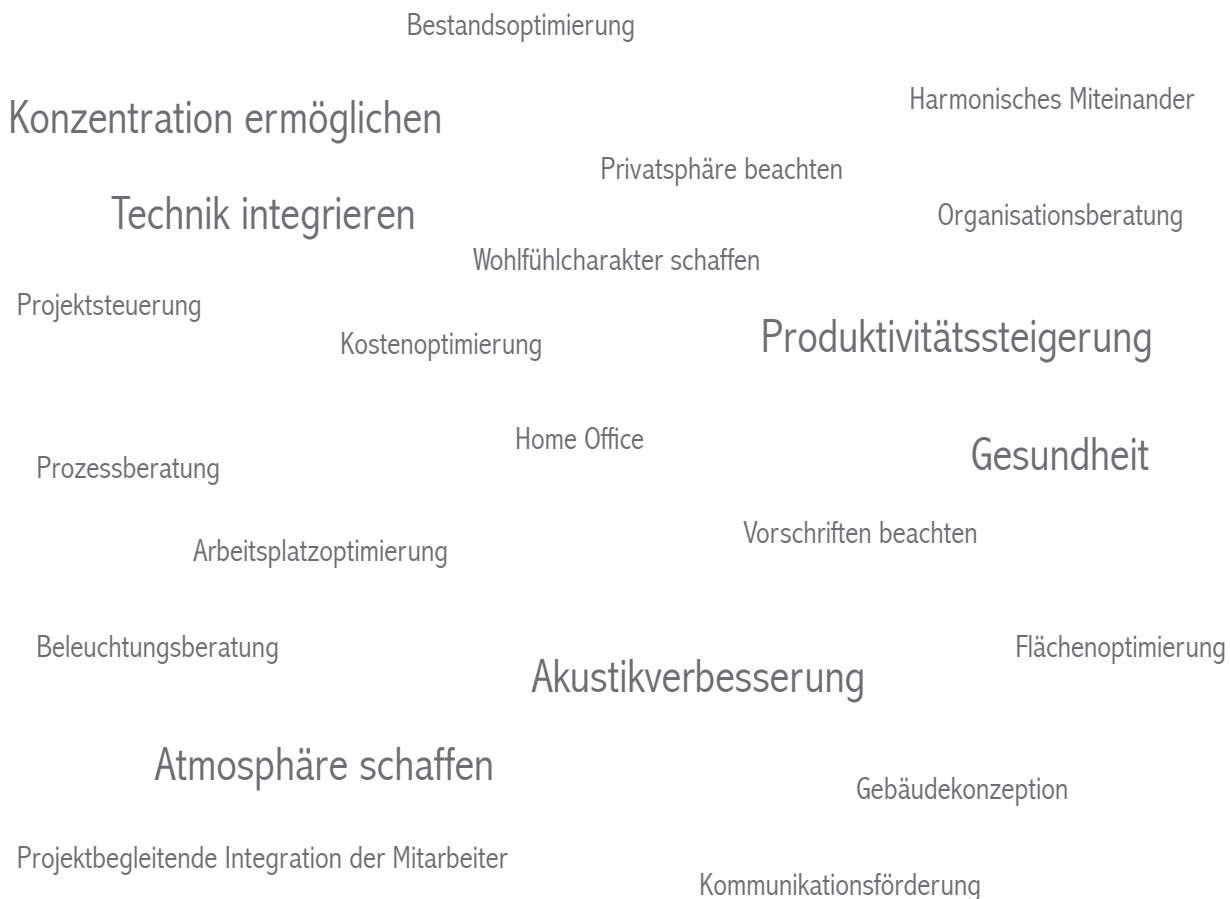 Bestandsoptimierung
Harmonisches Miteinander
Konzentration ermöglichen
Privatsphäre beachten
Technik integrieren
Organisationsberatung
Wohlfühlcharakter schaffen
Projektsteuerung
Produktivitätssteigerung
Kostenoptimierung
Home Office
Gesundheit
Prozessberatung
Vorschriften beachten
Arbeitsplatzoptimierung
Beleuchtungsberatung
Flächenoptimierung
Akustikverbesserung
Atmosphäre schaffen
Gebäudekonzeption
Projektbegleitende Integration der Mitarbeiter
Kommunikationsförderung